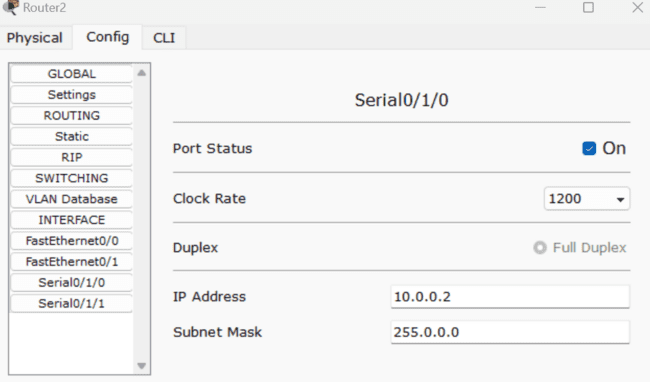 Router2
Physical Config CLI
GLOBAL
Settings
ROUTING
Static
RIP
SWITCHING
VLAN Database
INTERFACE
FastEthernet0/0
FastEthernet0/1
Serial0/1/0
Serial0/1/1
Serial0/1/0
Port Status On
Clock Rate 1200
Duplex Full Duplex
IP Address 10.0.0.2
Subnet Mask 255.0.0.0